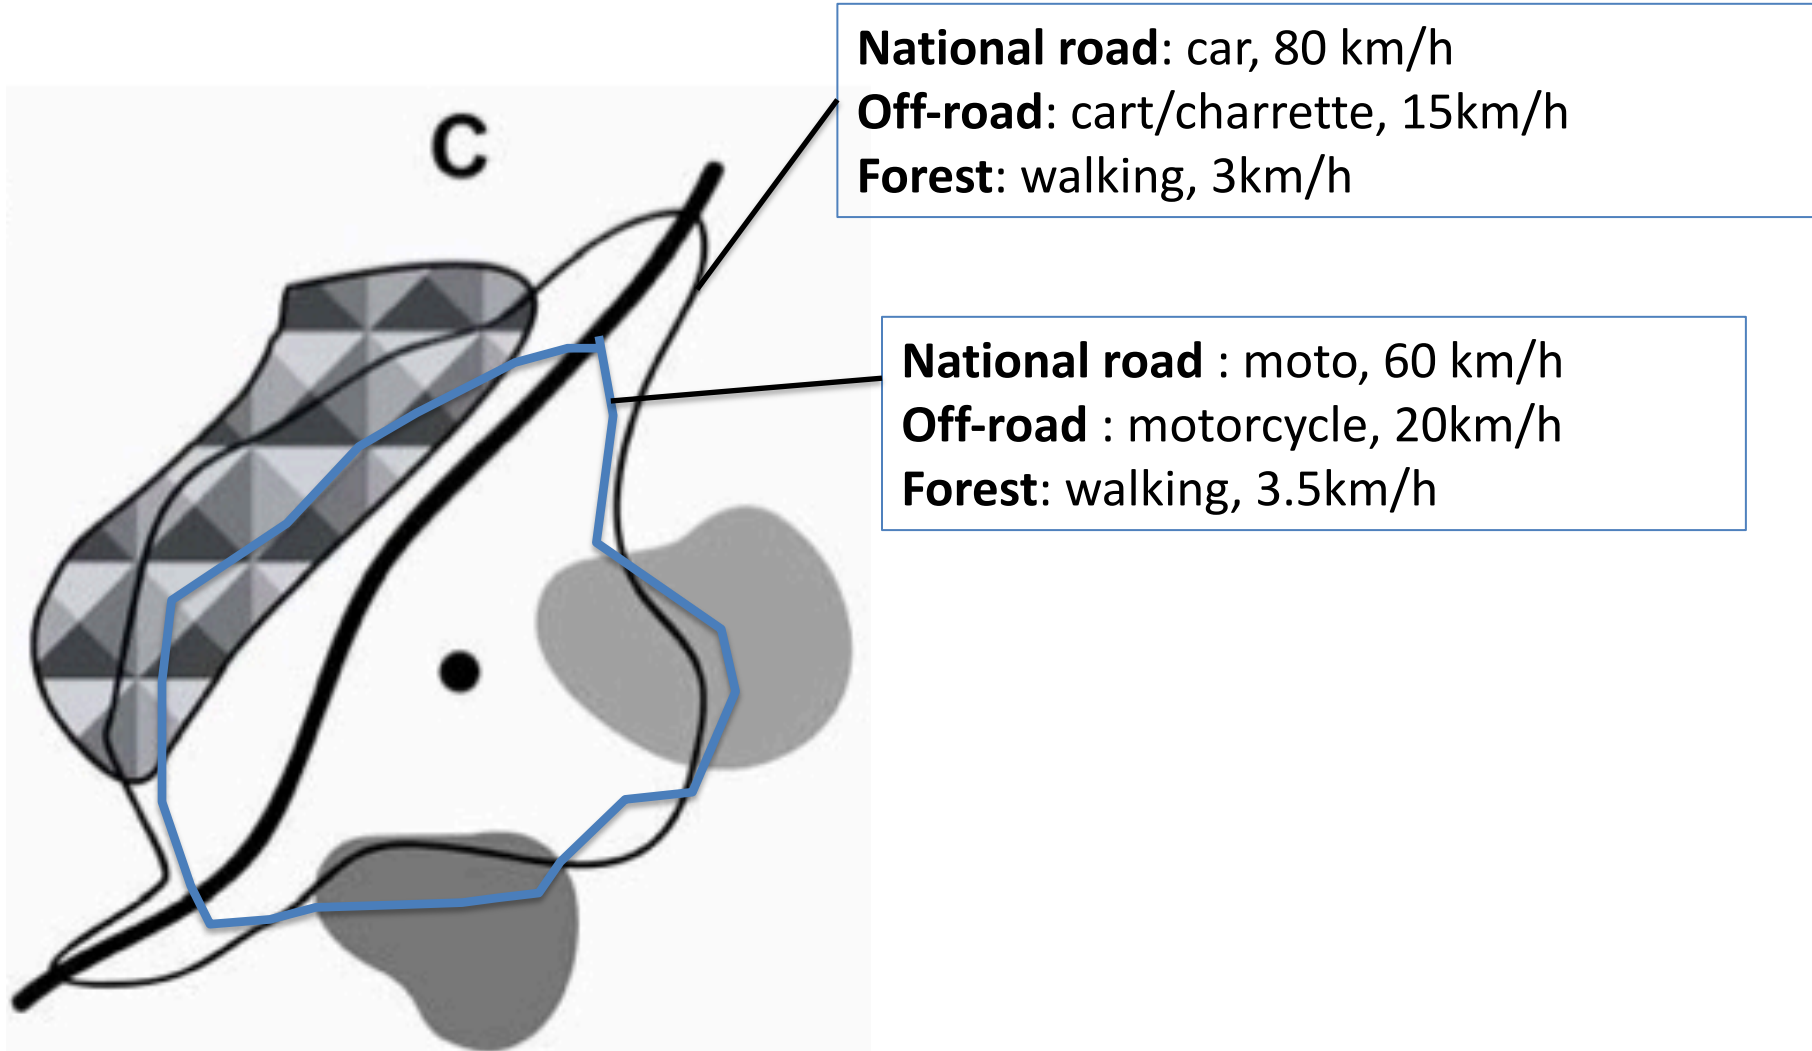 C
National road: car, 80 km/h
Off-road: cart/charrette, 15km/h
Forest: walking, 3km/h
National road : moto, 60 km/h
Off-road : motorcycle, 20km/h
Forest: walking, 3.5km/h